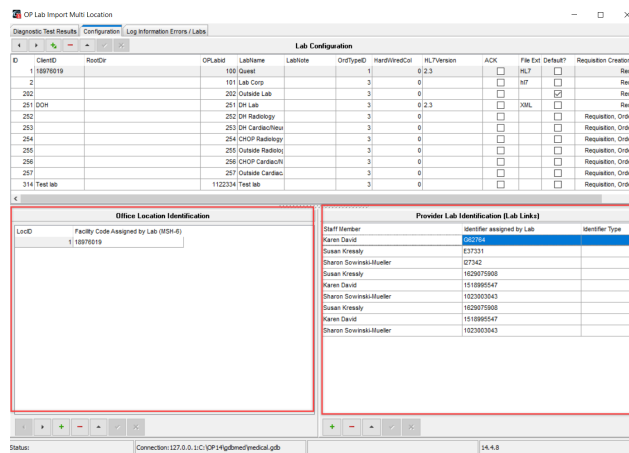 OP Lab Import Multi Location
Diagnostic Test Results Configuration Log Information Errors / Labs
Lab Configuration
ID ClientID RootDir OPLabid LabName LabNote OrdTypeID HardWiredCol HL7Version ACK File Ext Default? Requisition Creation
1 18976019 100 Quest 1 0 2.3 HL7 Req
2 101 Lab Corp 3 0 hl7 Req
202 202 Outside Lab 3 0 Req
251 DOH 251 DH Lab 3 0 2.3 XML Req
252 252 DH Radiology 3 0 Requisition, Orde
253 253 DH Cardiac/Neur 3 0 Requisition, Orde
254 254 CHOP Radiology 3 0 Requisition, Orde
255 255 Outside Radiolog 3 0 Requisition, Orde
256 256 CHOP Cardiac/N 3 0 Requisition, Orde
257 257 Outside Cardiac. 3 0 Requisition, Orde
314 Test lab 1122334 Test lab 3 0 Requisition, Orde
Office Location Identification
LocID Facility Code Assigned by Lab (MSH-6)
1 18976019
Provider Lab Identification (Lab Links)
Staff Member Identifier assigned by Lab Identifier Type
Karen David G62764
Susan Kressly E37331
Sharon Sowinski-Mueller I27342
Susan Kressly 1629075908
Karen David 1518995547
Sharon Sowinski-Mueller 1023003043
Susan Kressly 1629075908
Karen David 1518995547
Sharon Sowinski-Mueller 1023003043
Status: Connection:127.0.0.1:C:\OP14\gdbmed\medical.gdb 14.4.8